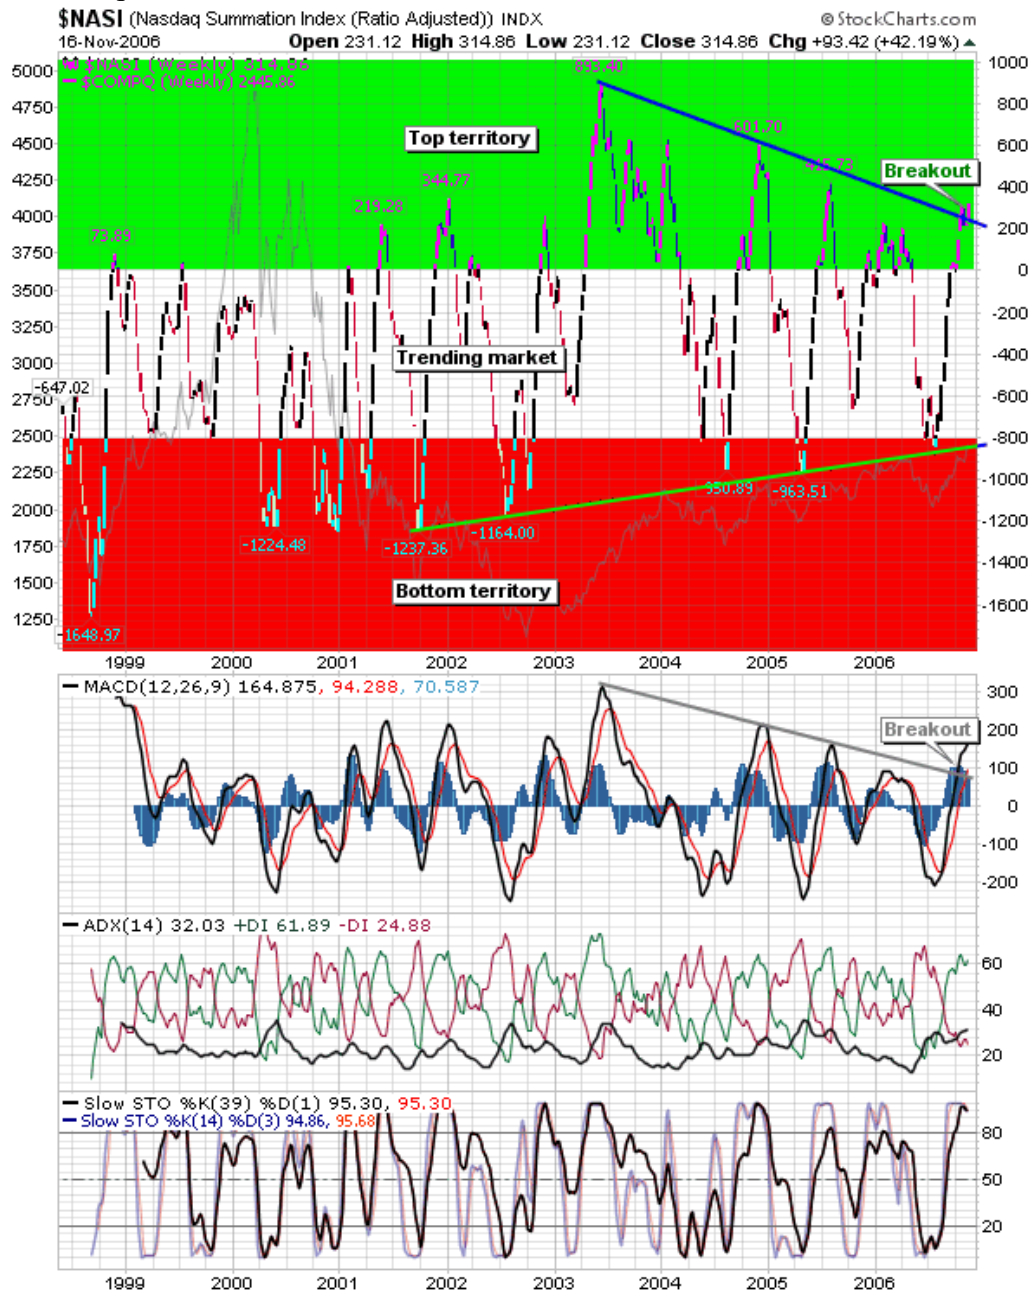 $NASI (Nasdaq Summation Index (Ratio Adjusted)) INDX © StockCharts.com
16-Nov-2006 Open 231.12 High 314.86 Low 231.12 Close 314.86 Chg +93.42 (+42.19%)
$NASI (Weekly) 314.86
$COMPQ (Weekly) 2445.86
893.40
5000 1000
4750 800
4500 600
4250 400
4000 200
3750 0
3500 -200
3250 -400
3000
2750 -600
2500 -800
2250 -1000
2000 -1200
1750 -1400
1500
1250 -1600
Top territory
601.70
Breakout
344.77
219.28
73.89
Trending market
-647.02
950.89
-963.51
-1164.00
-1224.48
-1237.36
Bottom territory
-1648.97
1999 2000 2001 2002 2003 2004 2005 2006
MACD(12,26,9) 164.875, 94.288, 70.587
Breakout
300
200
100
0
-100
-200
ADX(14) 32.03 +DI 61.89 -DI 24.88
60
40
20
Slow STO %K(39) %D(1) 95.30, 95.30
Slow STO %K(14) %D(3) 94.86, 95.68
80
50
20
1999 2000 2001 2002 2003 2004 2005 2006